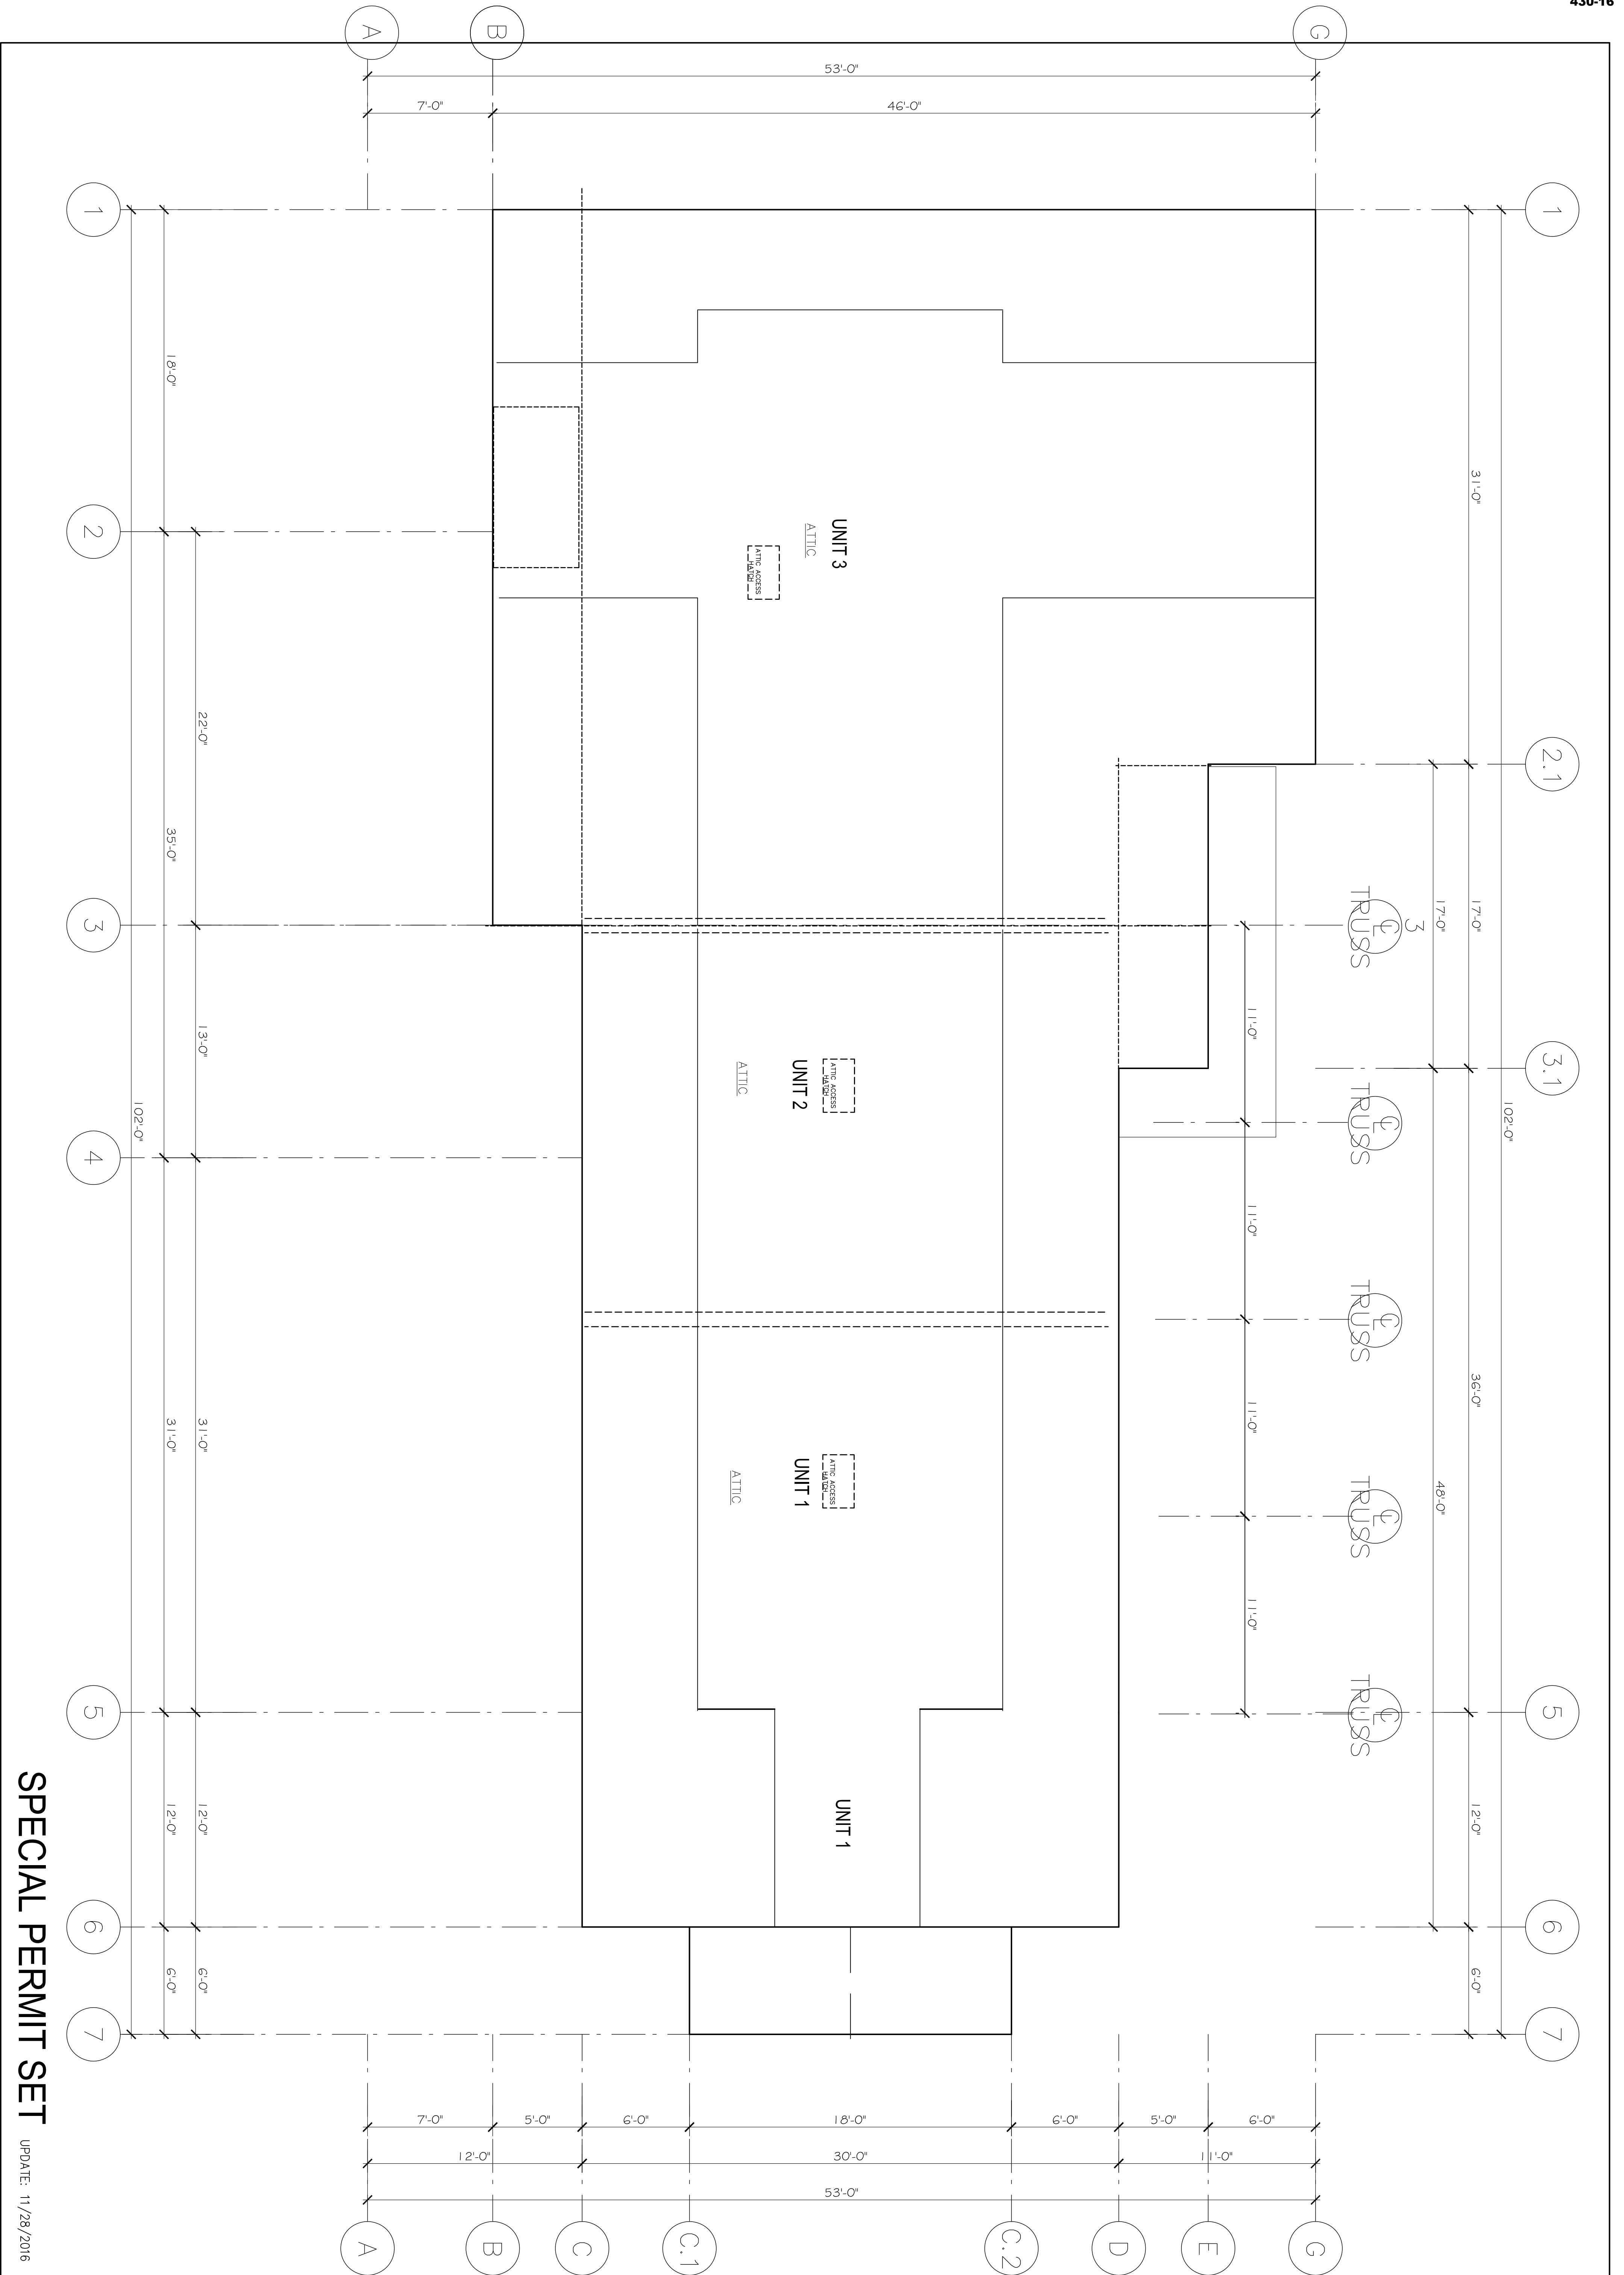 430-16
A
B
G
53'-0"
7'-0"
46'-0"
1
1
18'-0"
31'-0"
UNIT 3
ATTIC
ATTIC ACCESS
HATCH
2
22'-0"
2.1
35'-0"
17'-0"
17'-0"
3
3
℄
TRUSS
11'-0"
13'-0"
UNIT 2
ATTIC
ATTIC ACCESS
HATCH
3.1
102'-0"
102'-0"
℄
TRUSS
4
11'-0"
℄
TRUSS
11'-0"
31'-0"
31'-0"
36'-0"
48'-0"
UNIT 1
ATTIC
ATTIC ACCESS
HATCH
℄
TRUSS
11'-0"
5
℄
TRUSS
5
12'-0"
12'-0"
UNIT 1
12'-0"
6
6
6'-0"
6'-0"
6'-0"
7
7
7'-0"
5'-0"
6'-0"
18'-0"
6'-0"
5'-0"
6'-0"
12'-0"
30'-0"
11'-0"
53'-0"
A
B
C
C.1
C.2
D
E
G
SPECIAL PERMIT SET
UPDATE: 11/28/2016